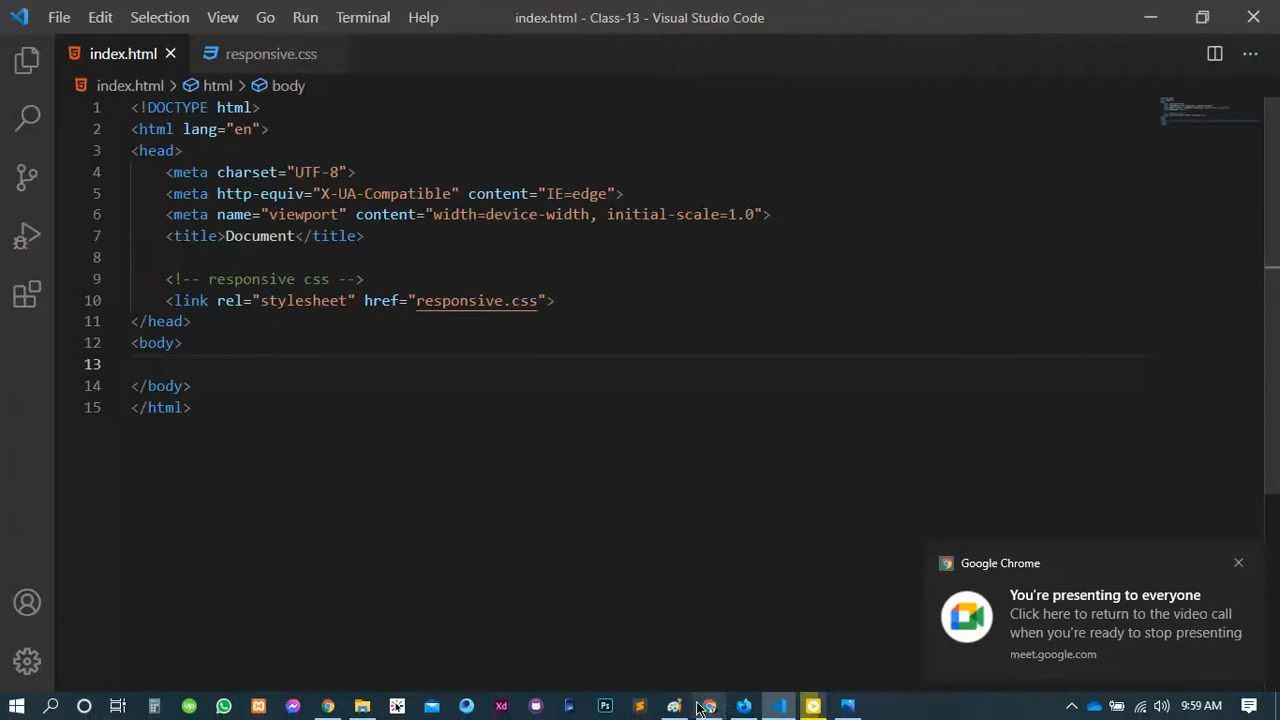 File Edit Selection View Go Run Terminal Help index.html - Class-13 - Visual Studio Code
index.html responsive.css
index.html > html > body
1 <!DOCTYPE html>
2 <html lang="en">
3 <head>
4 <meta charset="UTF-8">
5 <meta http-equiv="X-UA-Compatible" content="IE=edge">
6 <meta name="viewport" content="width=device-width, initial-scale=1.0">
7 <title>Document</title>
8
9 <!-- responsive css -->
10 <link rel="stylesheet" href="responsive.css">
11 </head>
12 <body>
13
14 </body>
15 </html>
Google Chrome
You're presenting to everyone
Click here to return to the video call
when you're ready to stop presenting
meet.google.com
up Xd Ps 9:59 AM